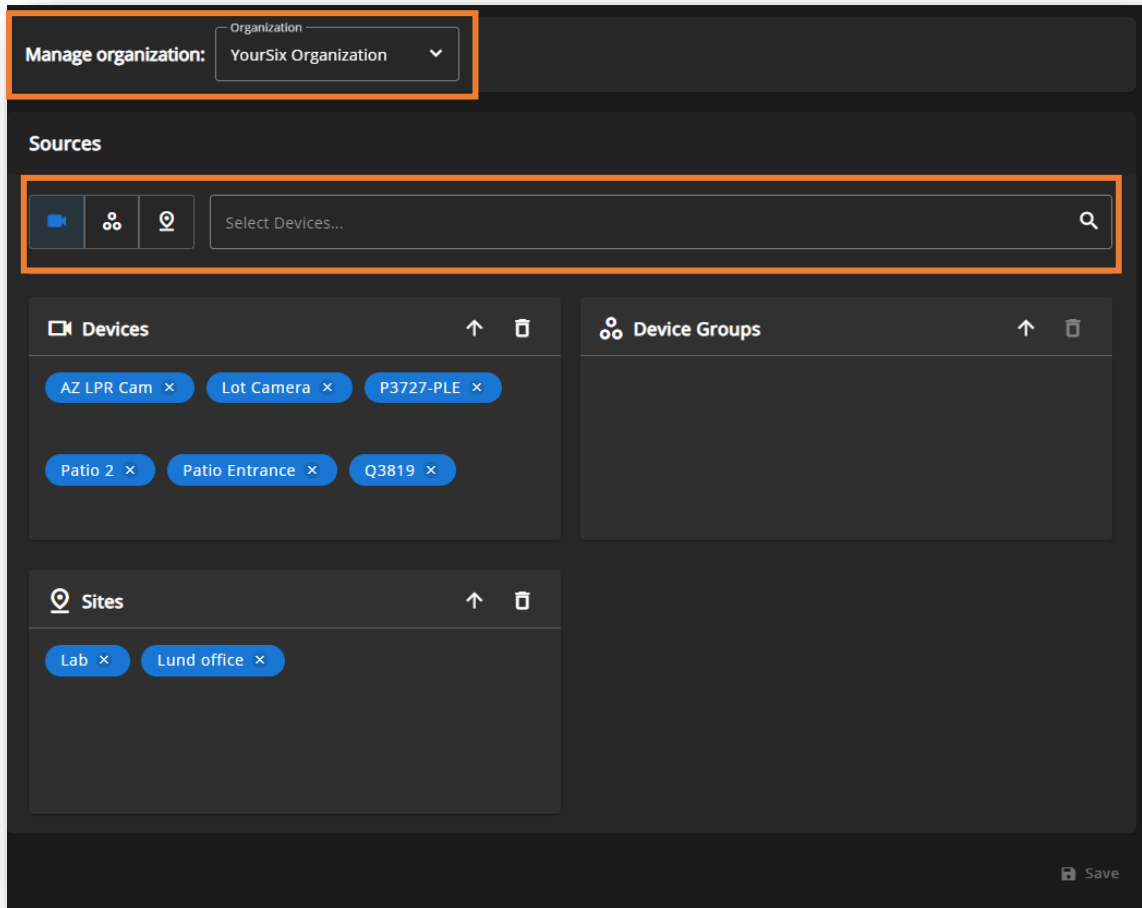 Organization
Manage organization: YourSix Organization
Sources
Select Devices...
Devices
Device Groups
AZ LPR Cam × Lot Camera × P3727-PLE ×
Patio 2 × Patio Entrance × Q3819 ×
Sites
Lab × Lund office ×
Save